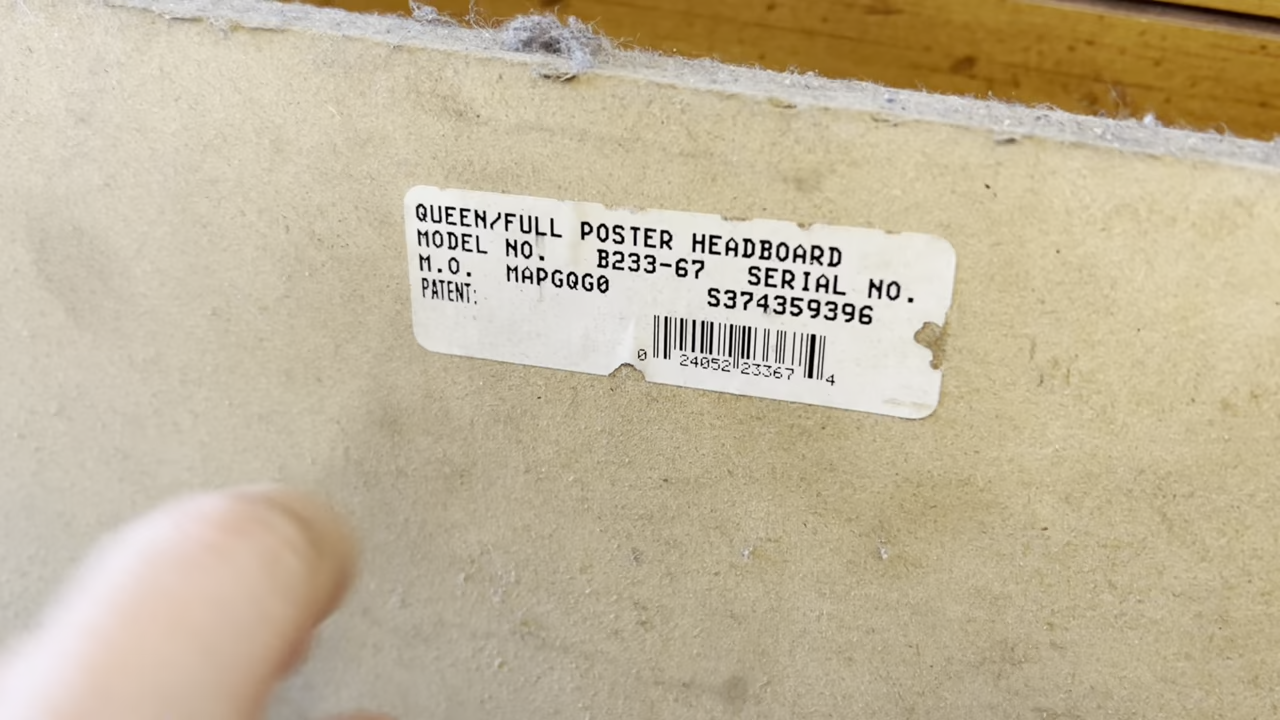 QUEEN/FULL POSTER HEADBOARD
MODEL NO. B233-67 SERIAL NO.
M.O. MAPGQG0 S374359396
PATENT:
0 24052 23367 4